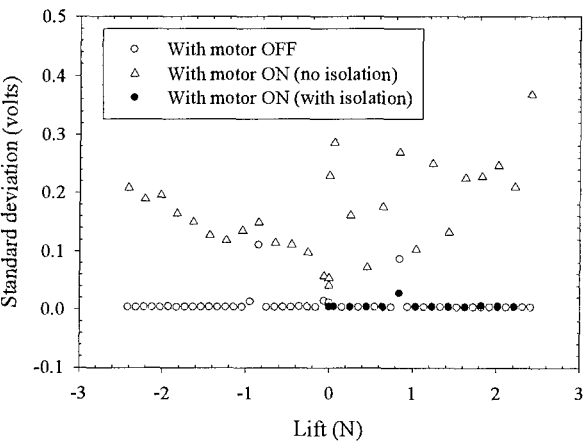 0.5
0.4
0.3
0.2
0.1
0.0
-0.1
Standard deviation (volts)
With motor OFF
With motor ON (no isolation)
With motor ON (with isolation)
-3 -2 -1 0 1 2 3
Lift (N)